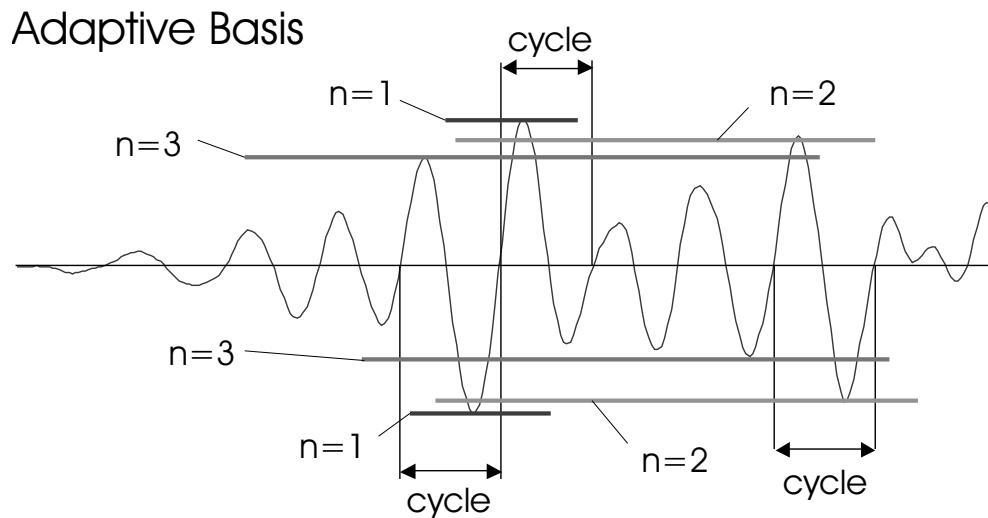 Adaptive Basis
cycle
n=1
n=2
n=3
n=3
n=1
n=2
cycle
cycle